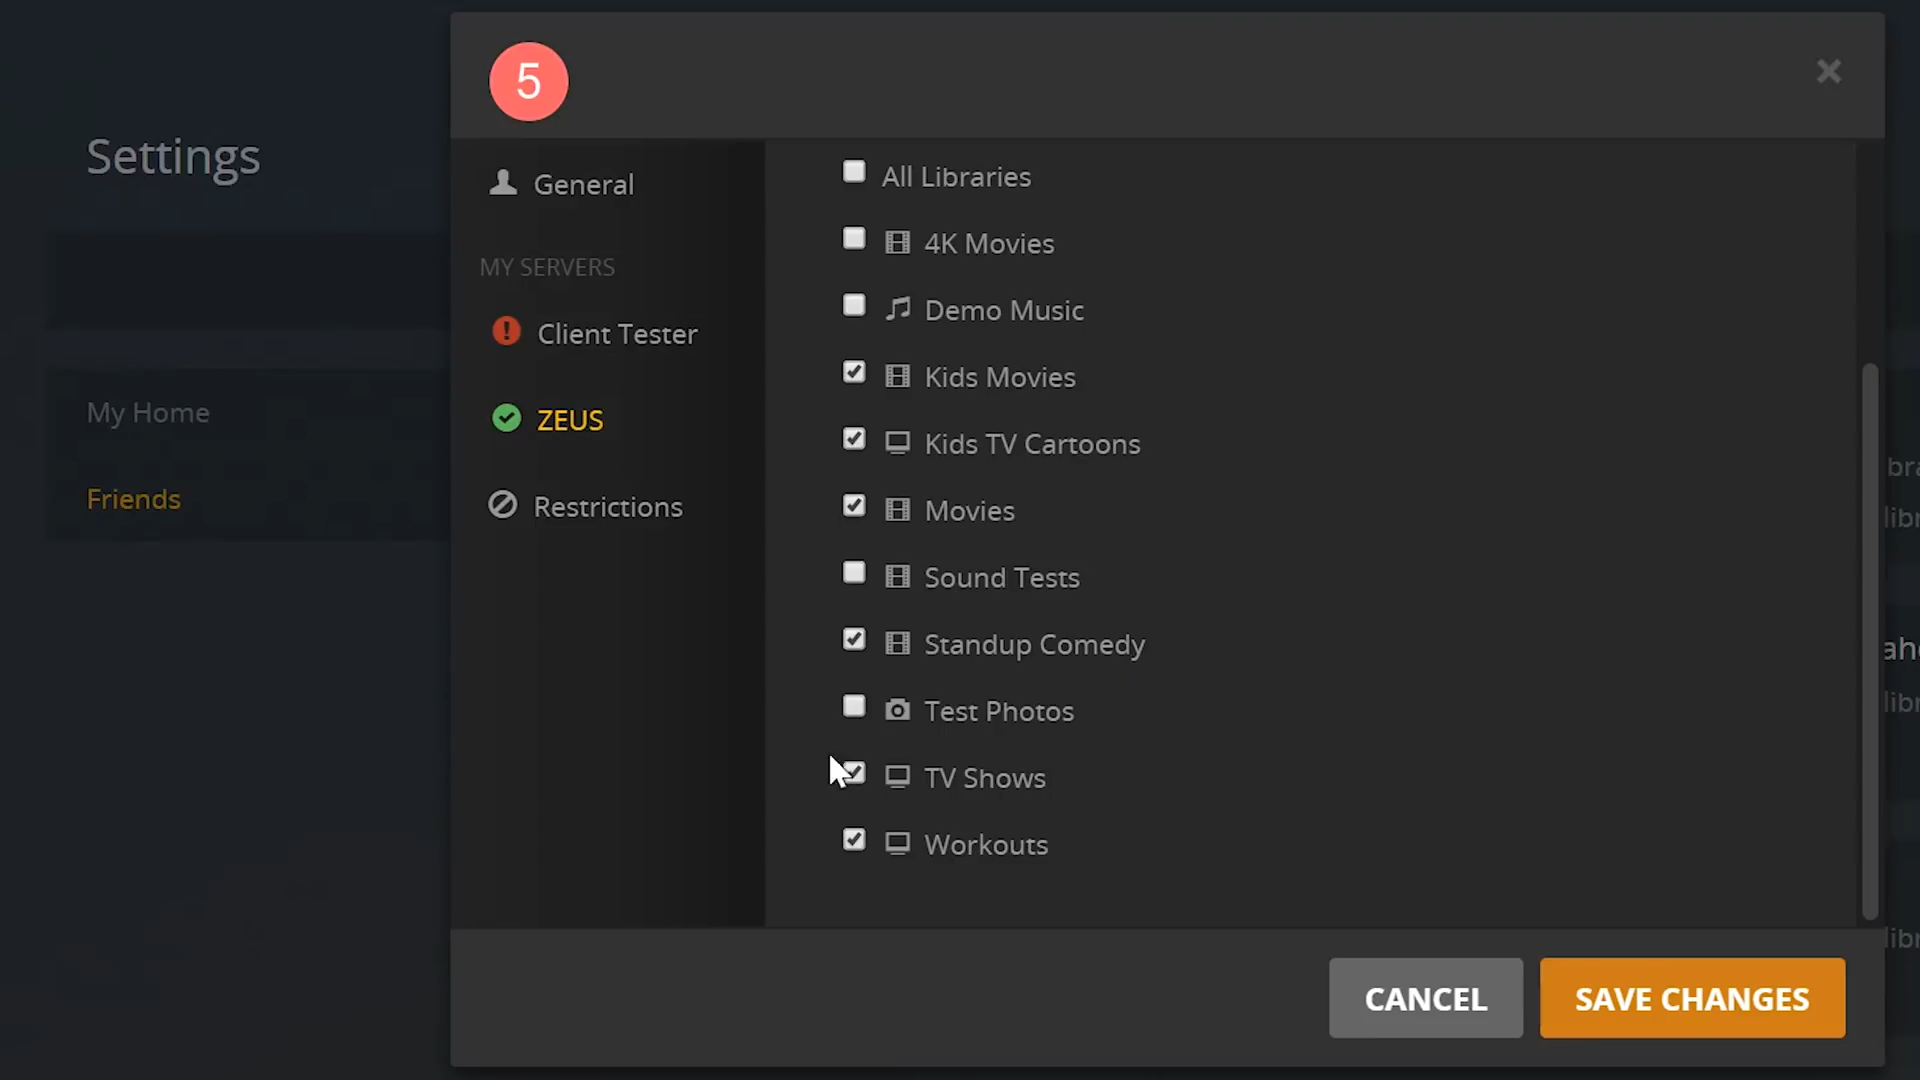 5
Settings
General
MY SERVERS
Client Tester
ZEUS
Restrictions
My Home
Friends
All Libraries
4K Movies
Demo Music
Kids Movies
Kids TV Cartoons
Movies
Sound Tests
Standup Comedy
Test Photos
TV Shows
Workouts
CANCEL
SAVE CHANGES